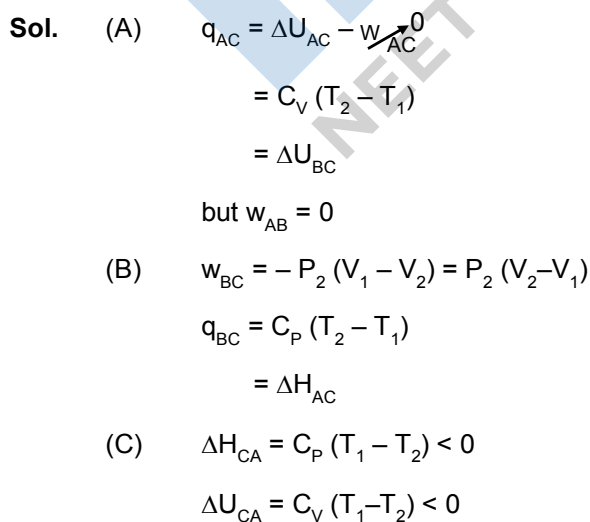 Sol. (A) q_AC = ΔU_AC – w_AC 0
= C_V (T_2 – T_1)
= ΔU_BC
but w_AB = 0
(B) w_BC = – P_2 (V_1 – V_2) = P_2 (V_2–V_1)
q_BC = C_P (T_2 – T_1)
= ΔH_AC
(C) ΔH_CA = C_P (T_1 – T_2) < 0
ΔU_CA = C_V (T_1–T_2) < 0
NEET